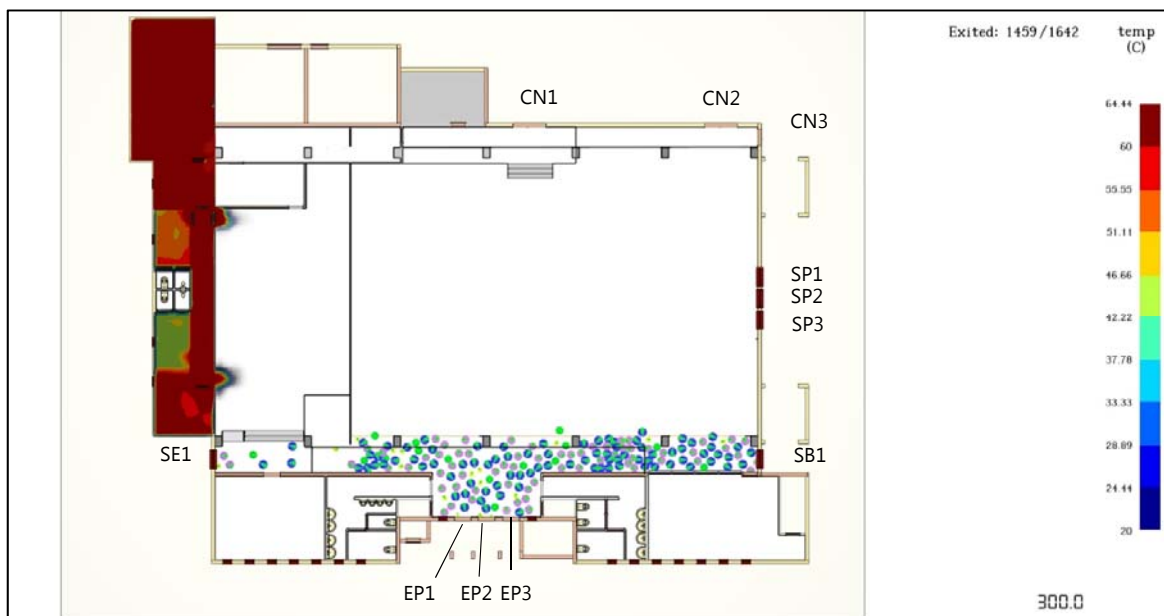 Exited: 1459/1642
temp
(C)
64.44
60
55.55
51.11
46.66
42.22
37.78
33.33
28.89
24.44
20
CN1
CN2
CN3
SP1
SP2
SP3
SE1
SB1
EP1
EP2
EP3
300.0